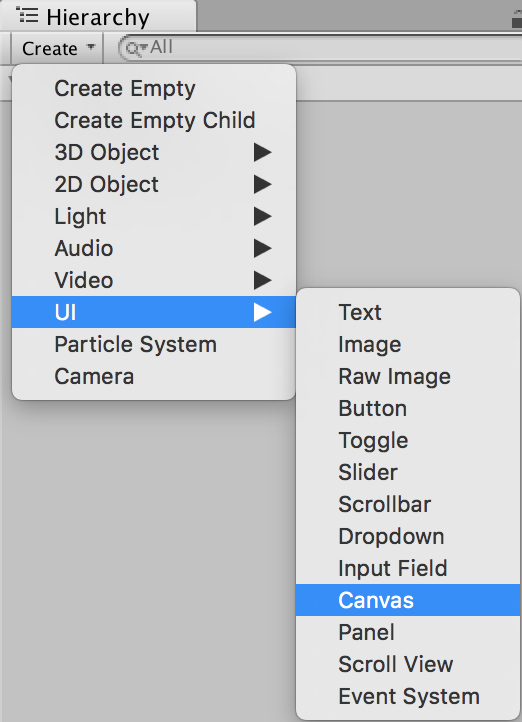 Hierarchy
Create
All
Create Empty
Create Empty Child
3D Object
2D Object
Light
Audio
Video
UI
Particle System
Camera
Text
Image
Raw Image
Button
Toggle
Slider
Scrollbar
Dropdown
Input Field
Canvas
Panel
Scroll View
Event System